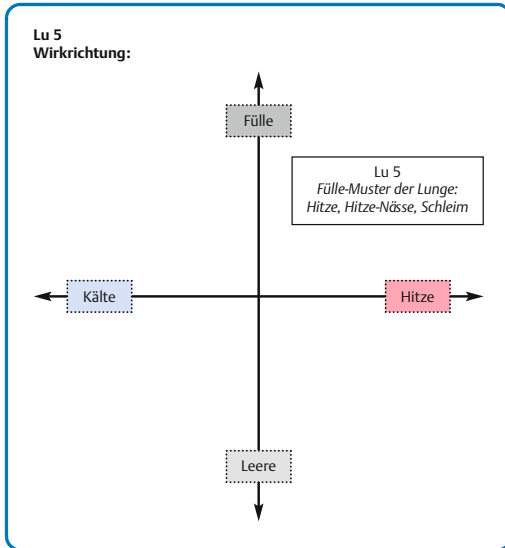 Lu 5
Wirkrichtung:
Fülle
Lu 5
Fülle-Muster der Lunge:
Hitze, Hitze-Nässe, Schleim
Kälte
Hitze
Leere